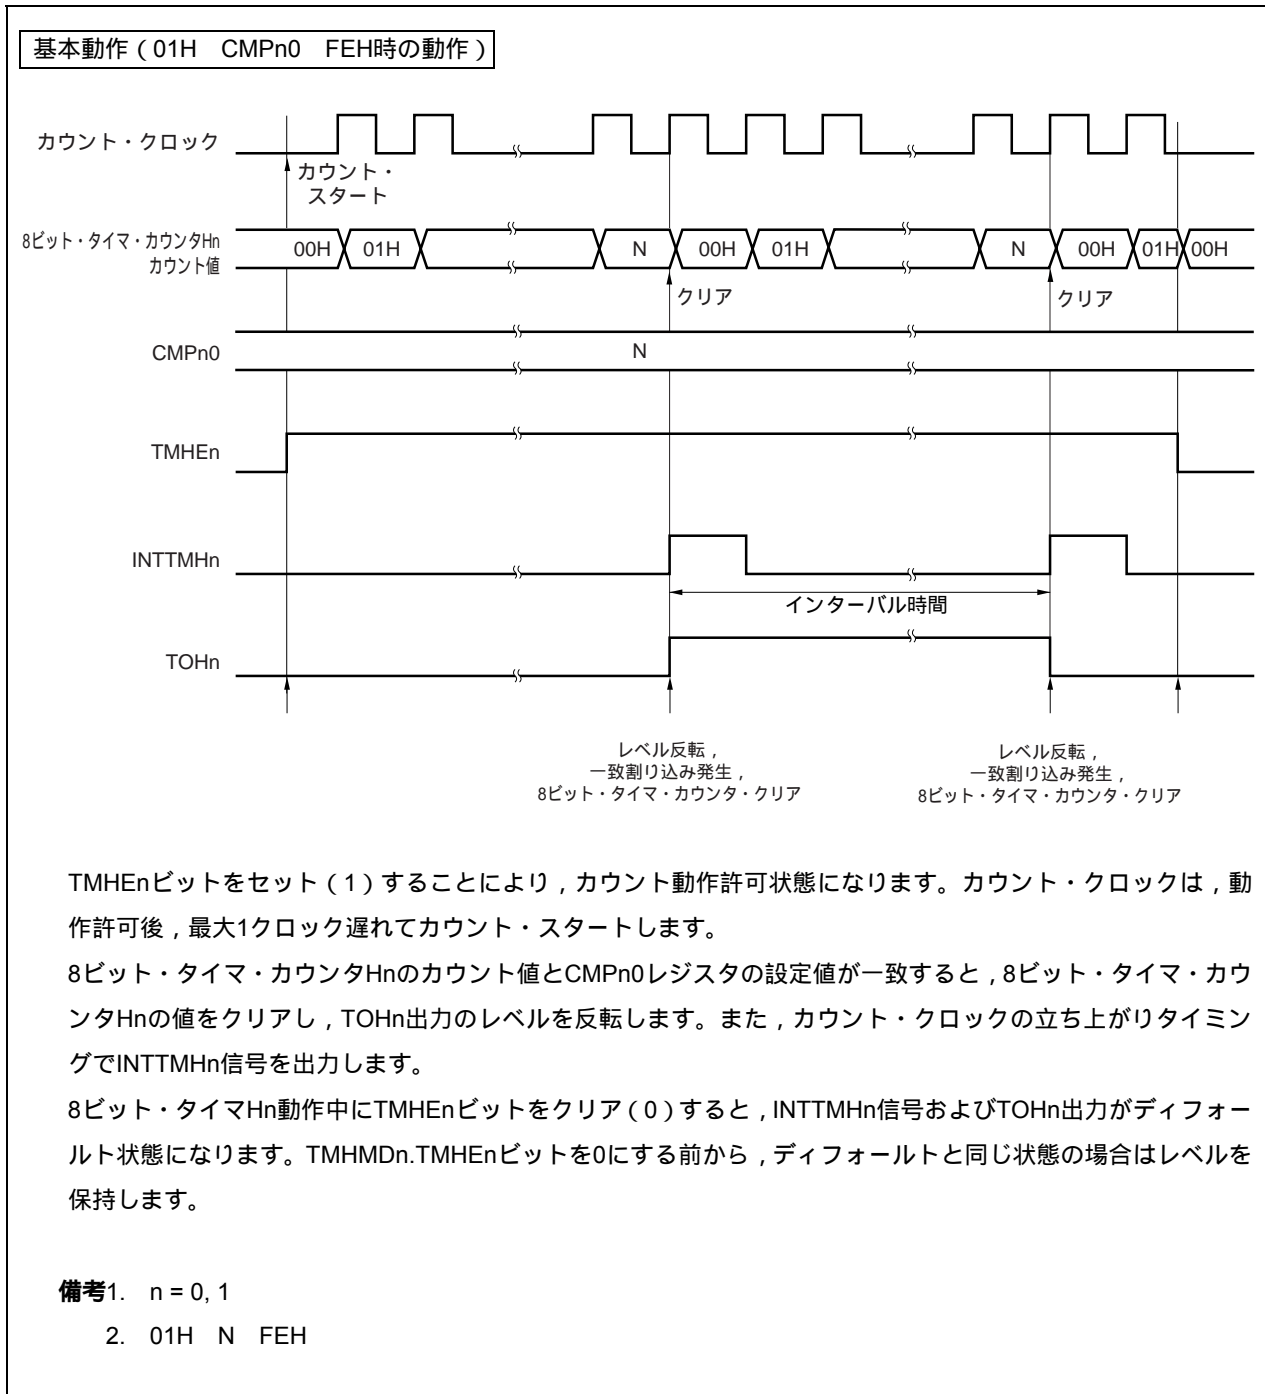 基本動作（01H　CMPn0　FEH時の動作）
カウント・クロック
カウント・
スタート
8ビット・タイマ・カウンタHn
カウント値
00H 01H N 00H 01H N 00H 01H 00H
クリア クリア
CMPn0 N
TMHEn
INTTMHn
インターバル時間
TOHn
レベル反転，
一致割り込み発生，
8ビット・タイマ・カウンタ・クリア
レベル反転，
一致割り込み発生，
8ビット・タイマ・カウンタ・クリア
TMHEnビットをセット（1）することにより，カウント動作許可状態になります。カウント・クロックは，動
作許可後，最大1クロック遅れてカウント・スタートします。
8ビット・タイマ・カウンタHnのカウント値とCMPn0レジスタの設定値が一致すると，8ビット・タイマ・カウ
ンタHnの値をクリアし，TOHn出力のレベルを反転します。また，カウント・クロックの立ち上がりタイミン
グでINTTMHn信号を出力します。
8ビット・タイマHn動作中にTMHEnビットをクリア（0）すると，INTTMHn信号およびTOHn出力がディフォー
ルト状態になります。TMHMDn.TMHEnビットを0にする前から，ディフォールトと同じ状態の場合はレベルを
保持します。
備考1.　n = 0, 1
2.　01H　N　FEH